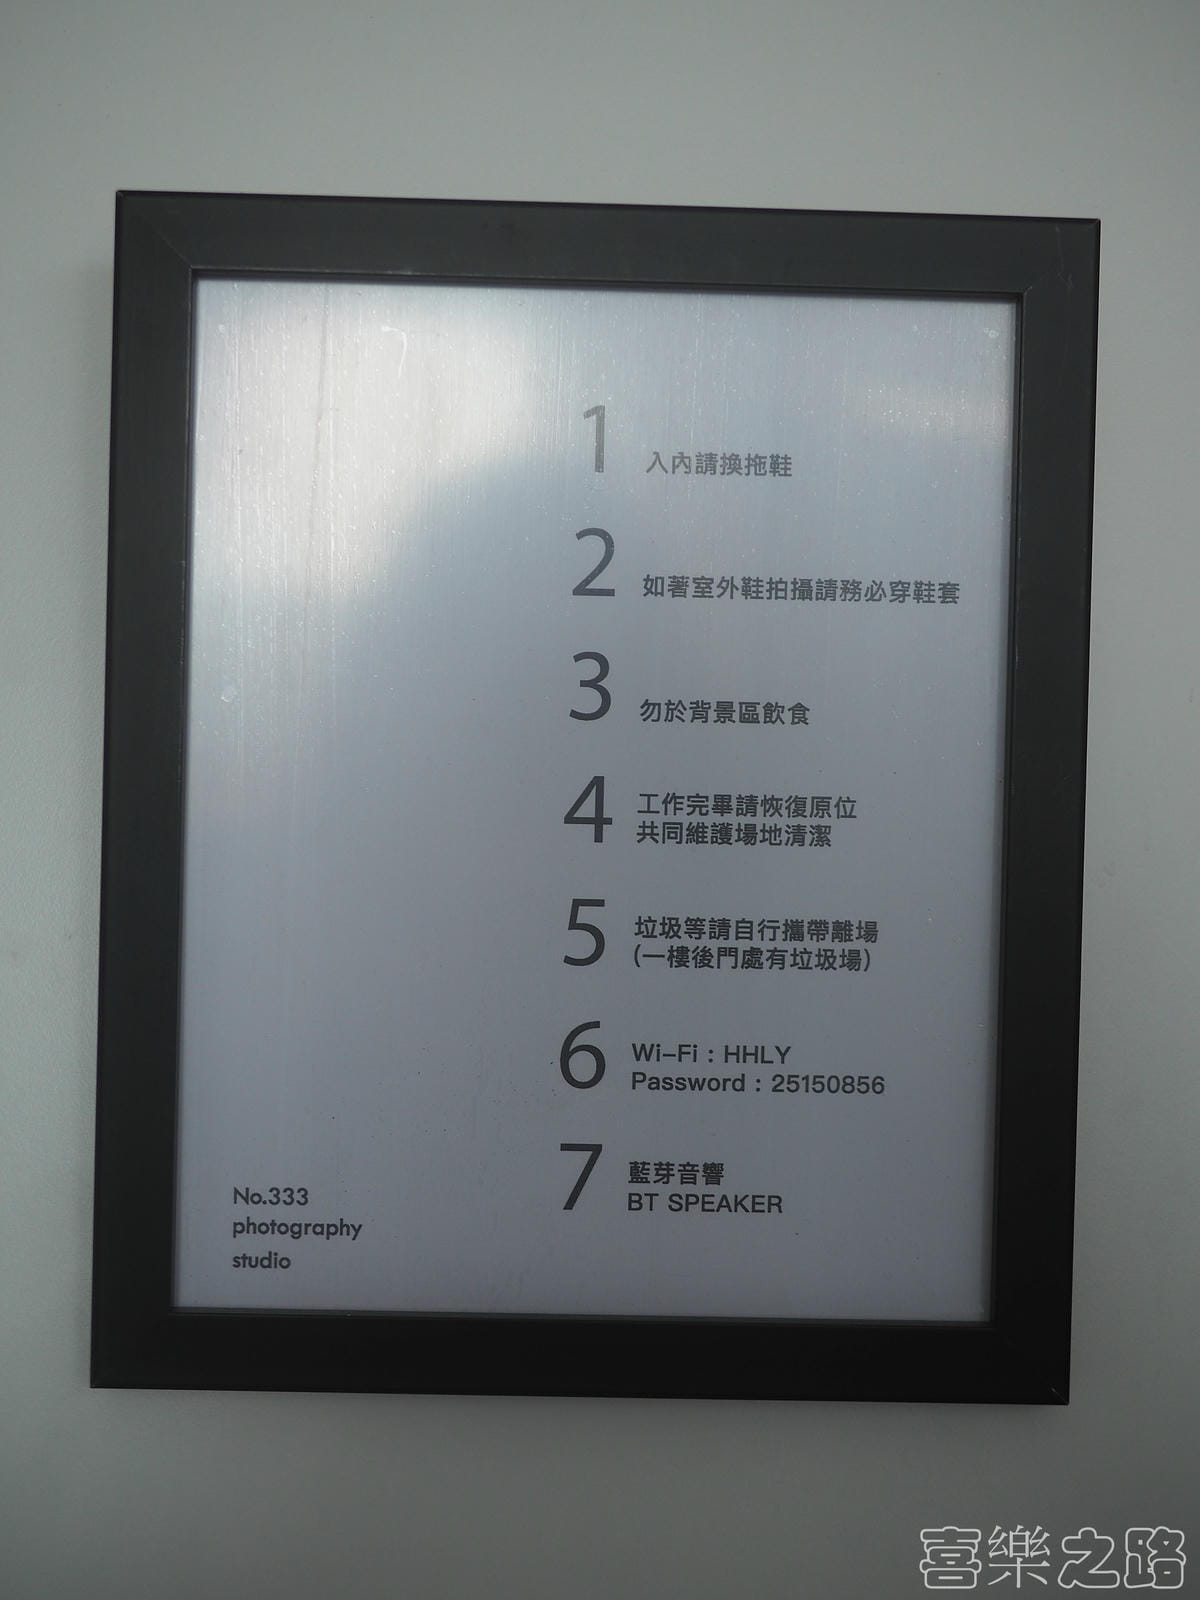 1 入內請換拖鞋
2 如著室外鞋拍攝請務必穿鞋套
3 勿於背景區飲食
4 工作完畢請恢復原位
共同維護場地清潔
5 垃圾等請自行攜帶離場
(一樓後門處有垃圾場)
6 Wi-Fi : HHLY
Password : 25150856
7 藍芽音響
BT SPEAKER
No.333
photography
studio
喜樂之路